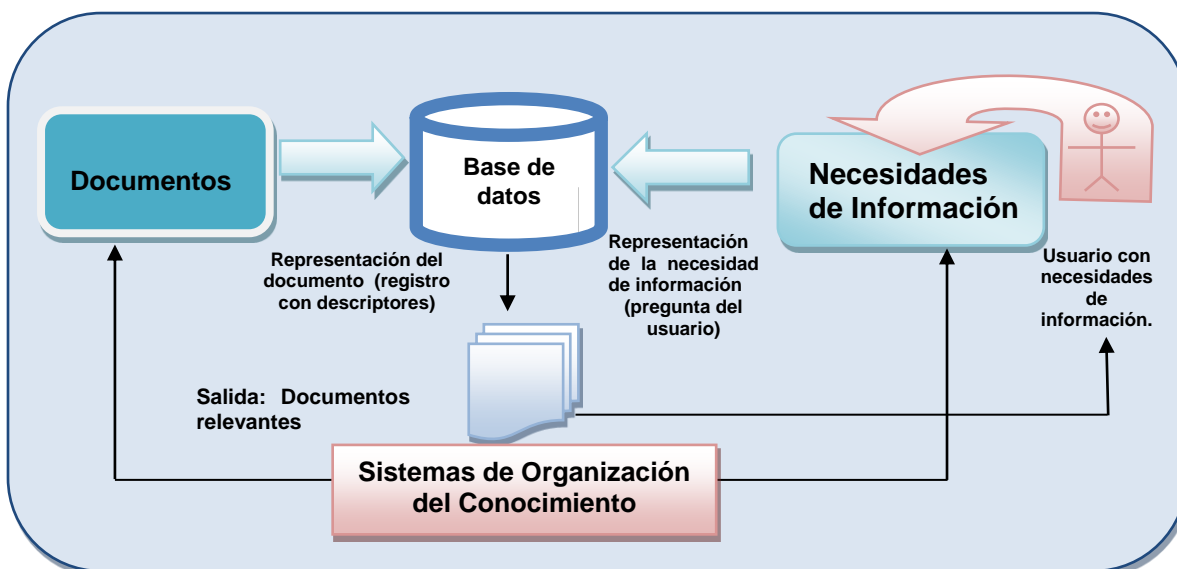 Documentos
Base de
datos
Necesidades
de Información
Representación del
documento (registro
con descriptores)
Representación
de la necesidad
de información
(pregunta del
usuario)
Usuario con
necesidades
de
información.
Salida: Documentos
relevantes
Sistemas de Organización
del Conocimiento